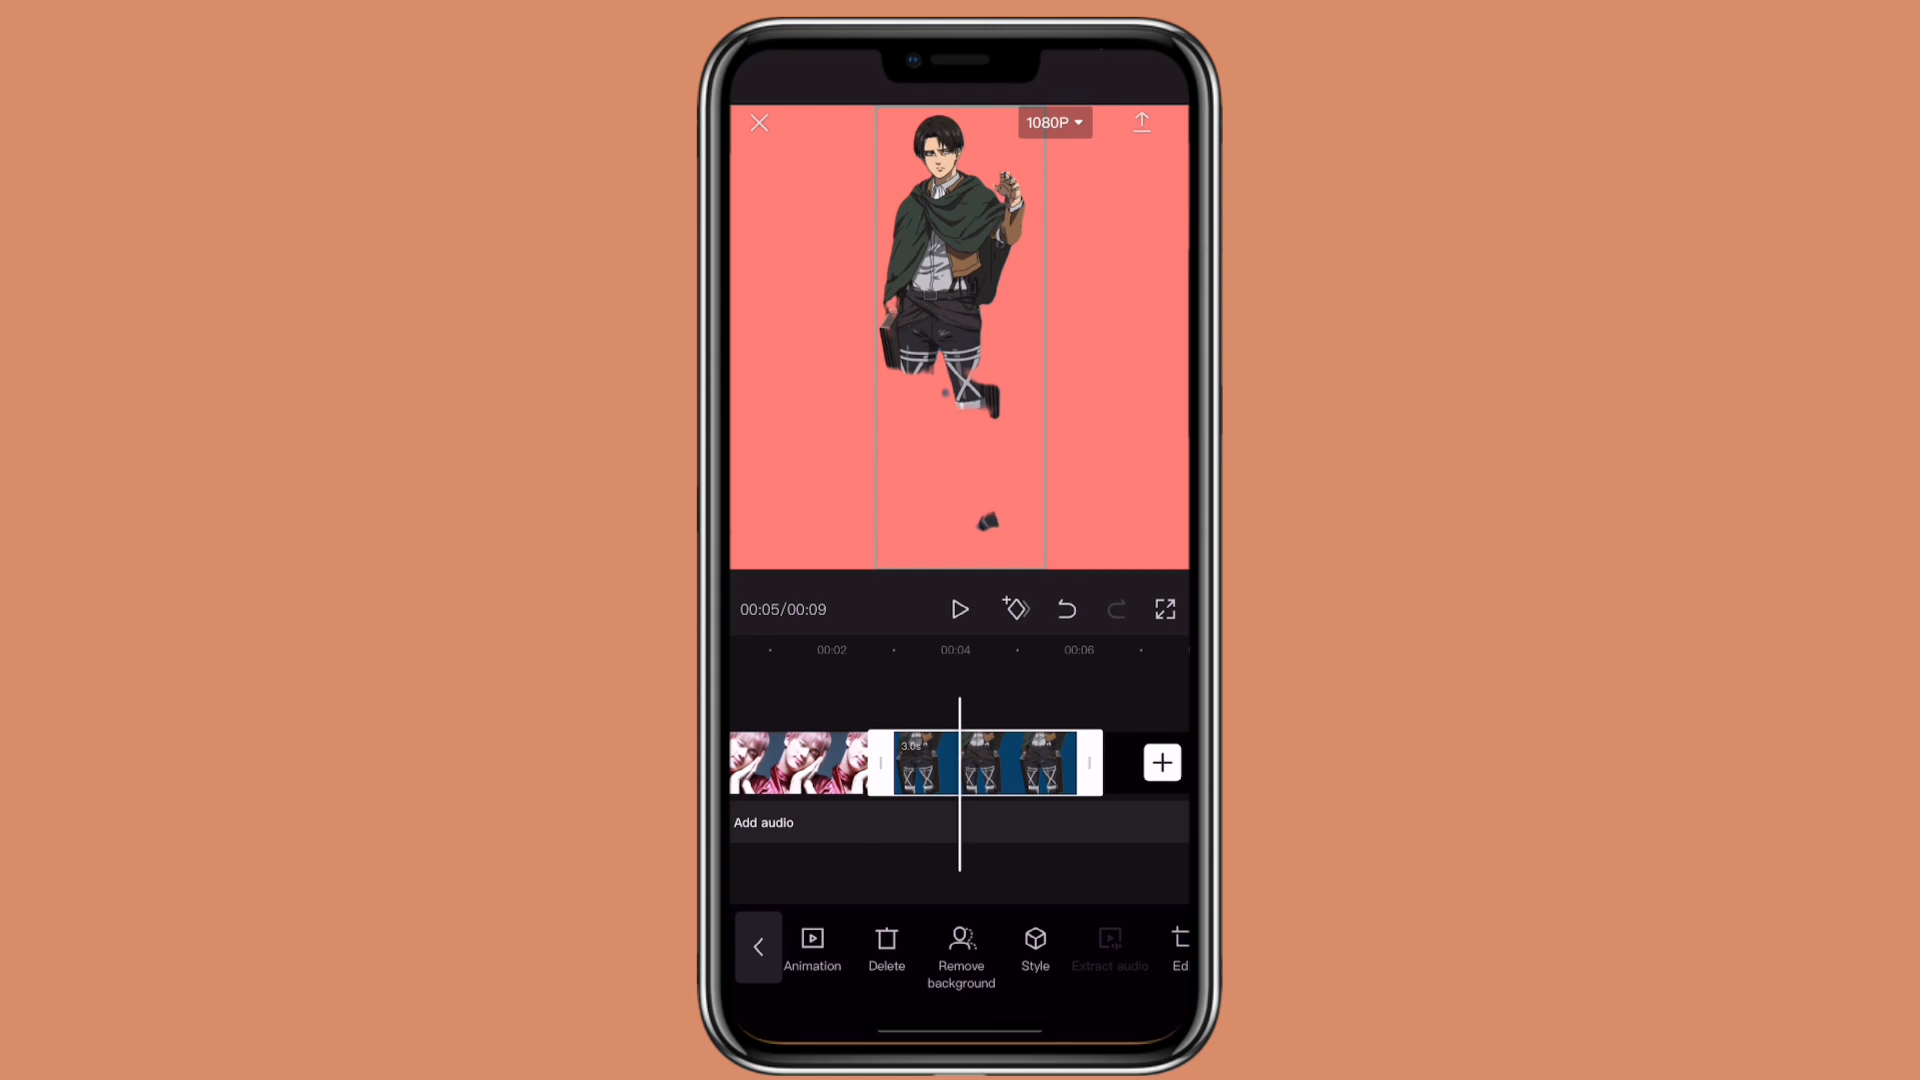 1080P
00:05/00:09
00:02
00:04
00:06
3.0s
Add audio
Animation
Delete
Remove
background
Style
Extract audio
Ed